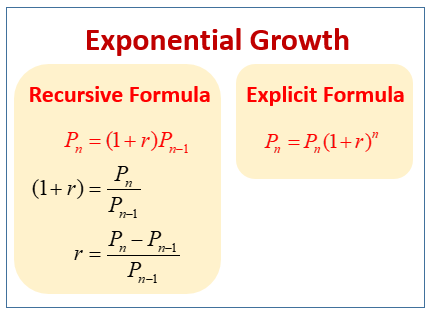 Exponential Growth
Recursive Formula
Pₙ = (1 + r)Pₙ₋₁
(1 + r) = Pₙ / Pₙ₋₁
r = (Pₙ − Pₙ₋₁) / Pₙ₋₁
Explicit Formula
Pₙ = Pₙ(1 + r)ⁿ